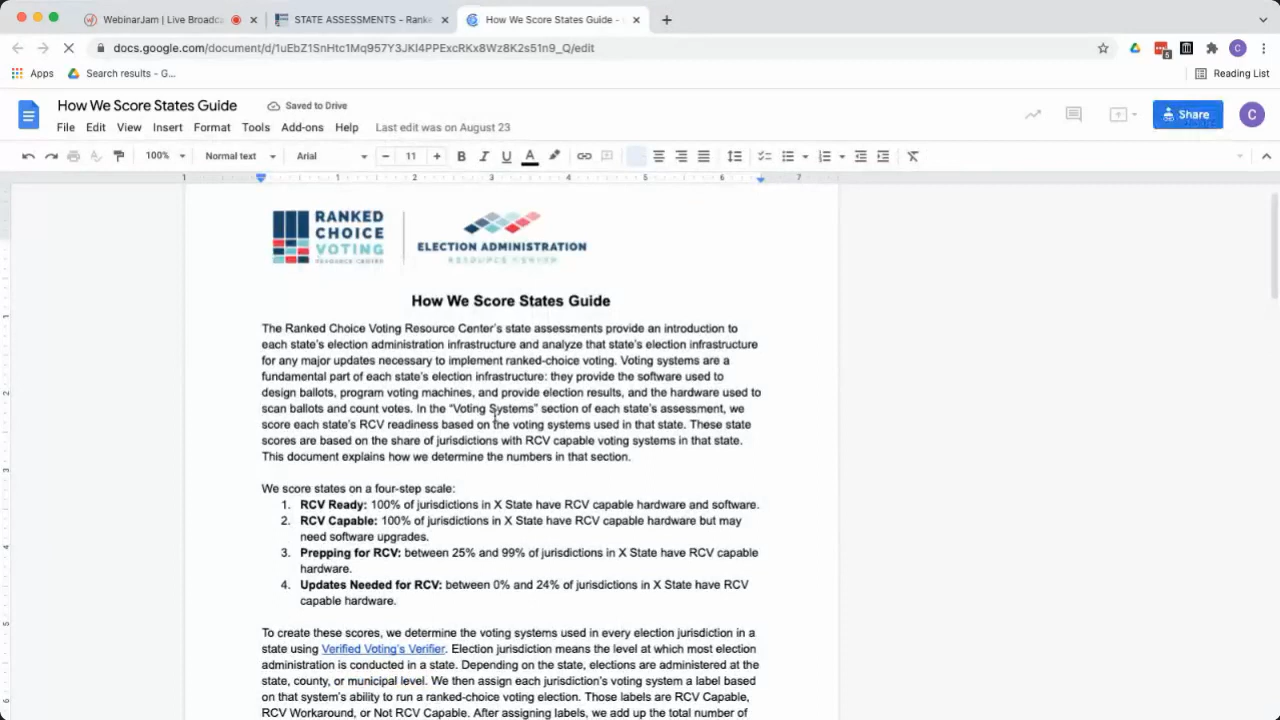 WebinarJam | Live Broadca
STATE ASSESSMENTS – Ranke
How We Score States Guide -
docs.google.com/document/d/1uEbZ1SnHtc1Mq957Y3JKI4PPExcRKx8Wz8K2s51n9_Q/edit
5
C
Apps
Search results - G...
Reading List
How We Score States Guide
Saved to Drive
Share
C
File Edit View Insert Format Tools Add-ons Help Last edit was on August 23
100% Normal text Arial 11 B I U A
1 1 2 3 4 5 6 7
RANKED
CHOICE
VOTING
RESOURCE CENTER
ELECTION ADMINISTRATION
RESOURCE CENTER
How We Score States Guide
The Ranked Choice Voting Resource Center's state assessments provide an introduction to
each state's election administration infrastructure and analyze that state's election infrastructure
for any major updates necessary to implement ranked-choice voting. Voting systems are a
fundamental part of each state's election infrastructure: they provide the software used to
design ballots, program voting machines, and provide election results, and the hardware used to
scan ballots and count votes. In the “Voting Systems” section of each state's assessment, we
score each state's RCV readiness based on the voting systems used in that state. These state
scores are based on the share of jurisdictions with RCV capable voting systems in that state.
This document explains how we determine the numbers in that section.
We score states on a four-step scale:
1. RCV Ready: 100% of jurisdictions in X State have RCV capable hardware and software.
2. RCV Capable: 100% of jurisdictions in X State have RCV capable hardware but may
need software upgrades.
3. Prepping for RCV: between 25% and 99% of jurisdictions in X State have RCV capable
hardware.
4. Updates Needed for RCV: between 0% and 24% of jurisdictions in X State have RCV
capable hardware.
To create these scores, we determine the voting systems used in every election jurisdiction in a
state using Verified Voting's Verifier. Election jurisdiction means the level at which most election
administration is conducted in a state. Depending on the state, elections are administered at the
state, county, or municipal level. We then assign each jurisdiction's voting system a label based
on that system's ability to run a ranked-choice voting election. Those labels are RCV Capable,
RCV Workaround, or Not RCV Capable. After assigning labels, we add up the total number of